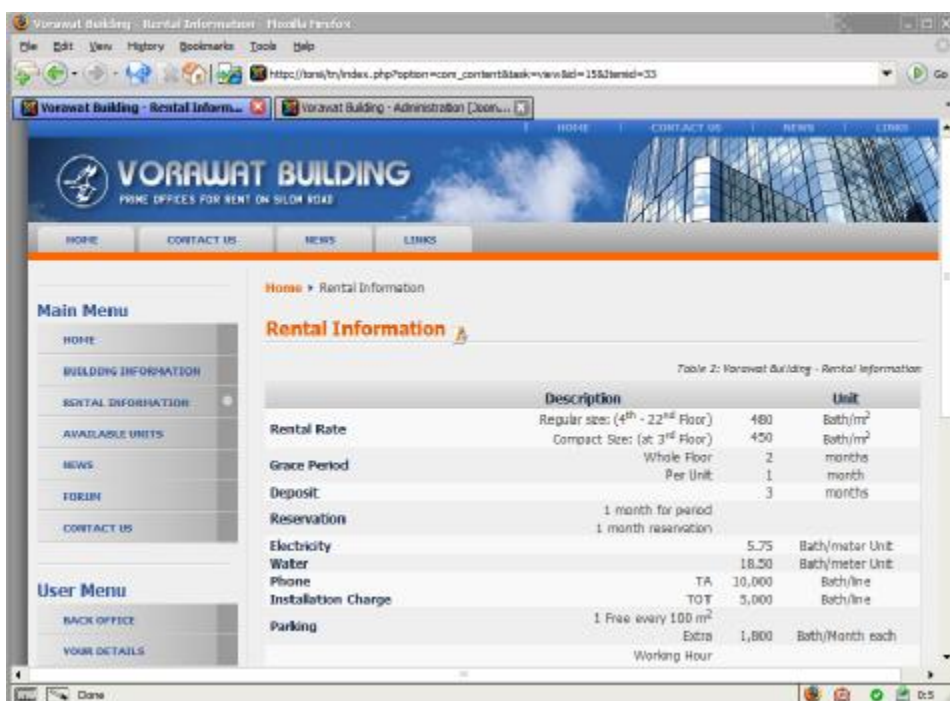 Vorawat Building - Rental Information - Mozilla Firefox
File Edit View History Bookmarks Tools Help
Go
Vorawat Building - Rental Inform...
Vorawat Building - Administration [Joom...
HOME CONTACT US NEWS LINKS
VORAWAT BUILDING
PRIME OFFICES FOR RENT ON SILOM ROAD
HOME CONTACT US NEWS LINKS
Home Rental Information
Main Menu
HOME
BUILDING INFORMATION
RENTAL INFORMATION
AVAILABLE UNITS
NEWS
FORUM
CONTACT US
User Menu
BACK OFFICE
YOUR DETAILS
Rental Information
Table 2: Vorawat Building - Rental Information
Description Unit
Rental Rate Regular size: (4th - 22nd Floor) 480 Bath/m²
Compact Size: (at 3rd Floor) 450 Bath/m²
Grace Period Whole Floor 2 months
Per Unit 1 month
Deposit 3 months
Reservation 1 month for period
1 month reservation
Electricity 5.75 Bath/meter Unit
Water 18.50 Bath/meter Unit
Phone TA 10,000 Bath/line
Installation Charge TOT 5,000 Bath/line
Parking 1 Free every 100 m²
Extra 1,800 Bath/Month each
Working Hour
Done